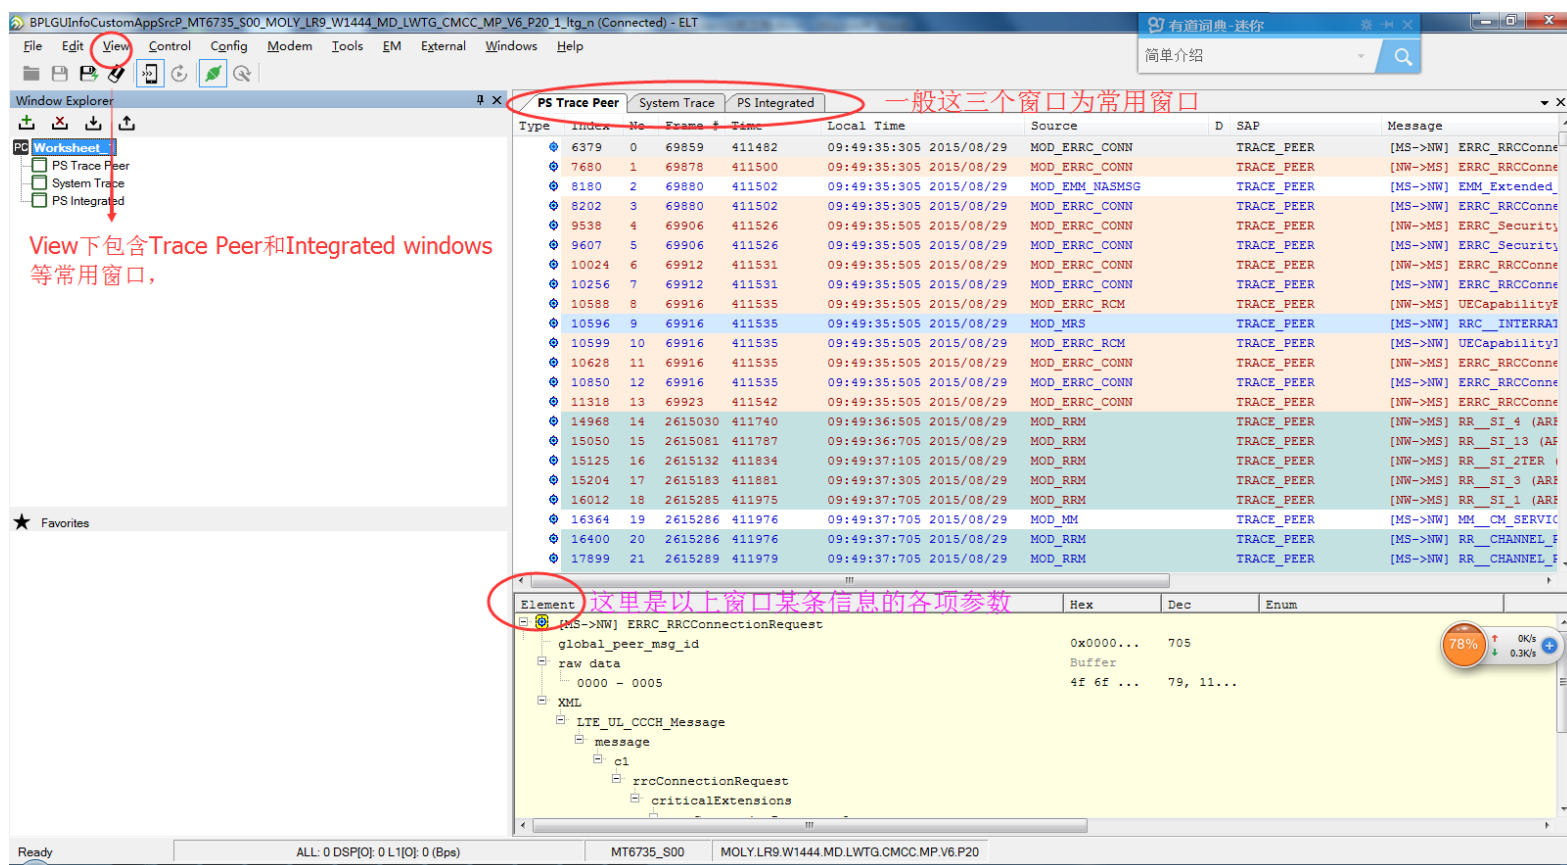 BPLGUInfoCustomAppSrcP_MT6735_S00_MOLY_LR9_W1444_MD_LWTG_CMCC_MP_V6_P20_1_ltg_n (Connected) - ELT
有道词典-迷你
File Edit View Control Config Modem Tools EM External Windows Help
简单介绍
Window Explorer
PS Trace Peer System Trace PS Integrated
一般这三个窗口为常用窗口
PC Worksheet_
PS Trace Peer
System Trace
PS Integrated
View下包含Trace Peer和Integrated windows
等常用窗口，
Favorites
Type Index No Frame # Time Local Time Source D SAP Message
6379 0 69859 411482 09:49:35:305 2015/08/29 MOD_ERRC_CONN TRACE_PEER [MS->NW] ERRC_RRCConne
7680 1 69878 411500 09:49:35:305 2015/08/29 MOD_ERRC_CONN TRACE_PEER [NW->MS] ERRC_RRCConne
8180 2 69880 411502 09:49:35:305 2015/08/29 MOD_EMM_NASMSG TRACE_PEER [MS->NW] EMM_Extended_
8202 3 69880 411502 09:49:35:305 2015/08/29 MOD_ERRC_CONN TRACE_PEER [MS->NW] ERRC_RRCConne
9538 4 69906 411526 09:49:35:505 2015/08/29 MOD_ERRC_CONN TRACE_PEER [NW->MS] ERRC_Security
9607 5 69906 411526 09:49:35:505 2015/08/29 MOD_ERRC_CONN TRACE_PEER [MS->NW] ERRC_Security
10024 6 69912 411531 09:49:35:505 2015/08/29 MOD_ERRC_CONN TRACE_PEER [NW->MS] ERRC_RRCConne
10256 7 69912 411531 09:49:35:505 2015/08/29 MOD_ERRC_CONN TRACE_PEER [MS->NW] ERRC_RRCConne
10588 8 69916 411535 09:49:35:505 2015/08/29 MOD_ERRC_RCM TRACE_PEER [NW->MS] UECapabilityE
10596 9 69916 411535 09:49:35:505 2015/08/29 MOD_MRS TRACE_PEER [MS->NW] RRC__INTERRAT
10599 10 69916 411535 09:49:35:505 2015/08/29 MOD_ERRC_RCM TRACE_PEER [MS->NW] UECapabilityI
10628 11 69916 411535 09:49:35:505 2015/08/29 MOD_ERRC_CONN TRACE_PEER [NW->MS] ERRC_RRCConne
10850 12 69916 411535 09:49:35:505 2015/08/29 MOD_ERRC_CONN TRACE_PEER [MS->NW] ERRC_RRCConne
11318 13 69923 411542 09:49:35:505 2015/08/29 MOD_ERRC_CONN TRACE_PEER [NW->MS] ERRC_RRCConne
14968 14 2615030 411740 09:49:36:505 2015/08/29 MOD_RRM TRACE_PEER [NW->MS] RR__SI_4 (ARF
15050 15 2615081 411787 09:49:36:705 2015/08/29 MOD_RRM TRACE_PEER [NW->MS] RR__SI_13 (AF
15125 16 2615132 411834 09:49:37:105 2015/08/29 MOD_RRM TRACE_PEER [NW->MS] RR__SI_2TER (
15204 17 2615183 411881 09:49:37:305 2015/08/29 MOD_RRM TRACE_PEER [NW->MS] RR__SI_3 (ARF
16012 18 2615285 411975 09:49:37:705 2015/08/29 MOD_RRM TRACE_PEER [NW->MS] RR__SI_1 (ARF
16364 19 2615286 411976 09:49:37:705 2015/08/29 MOD_MM TRACE_PEER [MS->NW] MM__CM_SERVIC
16400 20 2615286 411976 09:49:37:705 2015/08/29 MOD_RRM TRACE_PEER [MS->NW] RR__CHANNEL_F
17899 21 2615289 411979 09:49:37:705 2015/08/29 MOD_RRM TRACE_PEER [MS->NW] RR__CHANNEL_F
Element 这里是以上窗口某条信息的各项参数 Hex Dec Enum
[MS->NW] ERRC_RRCConnectionRequest
global_peer_msg_id 0x0000... 705
raw data Buffer
0000 - 0005 4f 6f ... 79, 11...
XML
LTE_UL_CCCH_Message
message
c1
rrcConnectionRequest
criticalExtensions
78% 0K/s
0.3K/s
Ready ALL: 0 DSP[O]: 0 L1[O]: 0 (Bps) MT6735_S00 MOLY.LR9.W1444.MD.LWTG.CMCC.MP.V6.P20